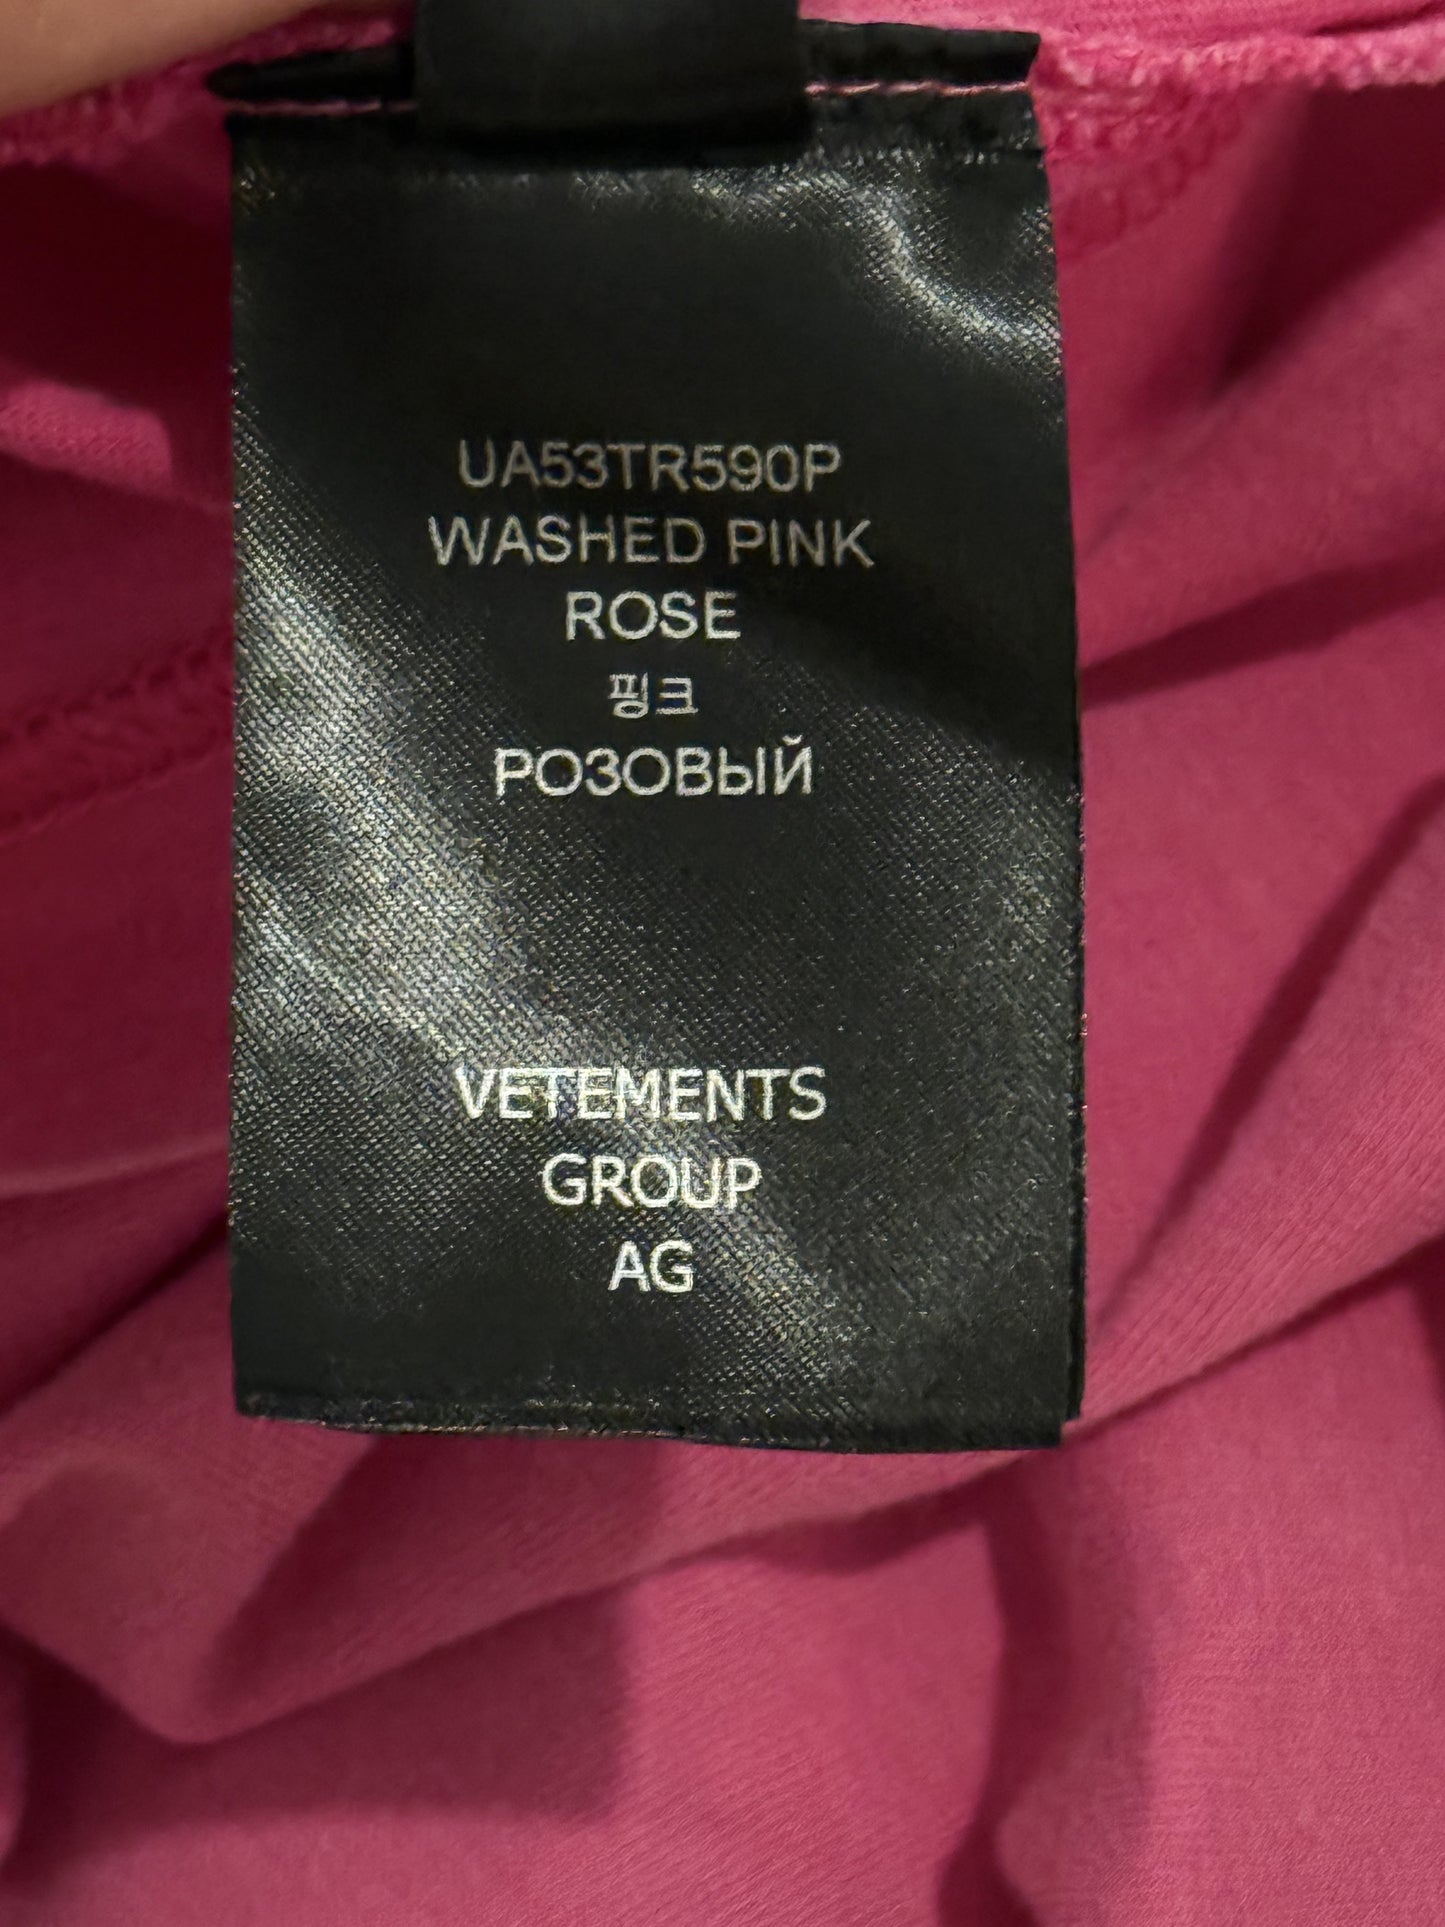 UA53TR590P
WASHED PINK
ROSE
핑크
РОЗОВЫЙ
VETEMENTS
GROUP
AG